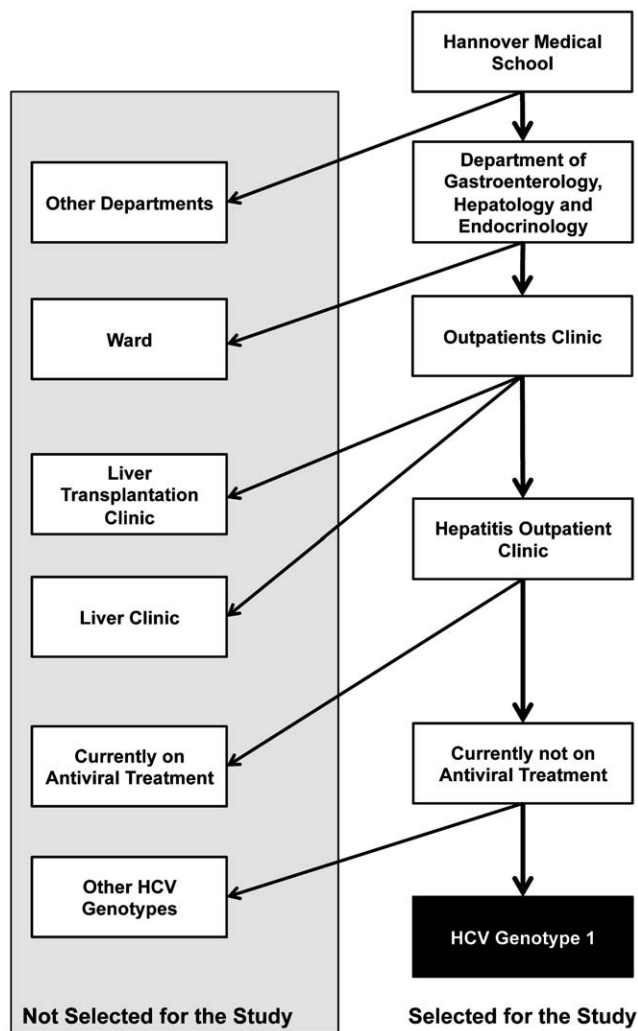 Hannover Medical
School
Other Departments
Department of
Gastroenterology,
Hepatology and
Endocrinology
Ward
Outpatients Clinic
Liver
Transplantation
Clinic
Hepatitis Outpatient
Clinic
Liver Clinic
Currently on
Antiviral Treatment
Currently not on
Antiviral Treatment
Other HCV
Genotypes
HCV Genotype 1
Not Selected for the Study
Selected for the Study